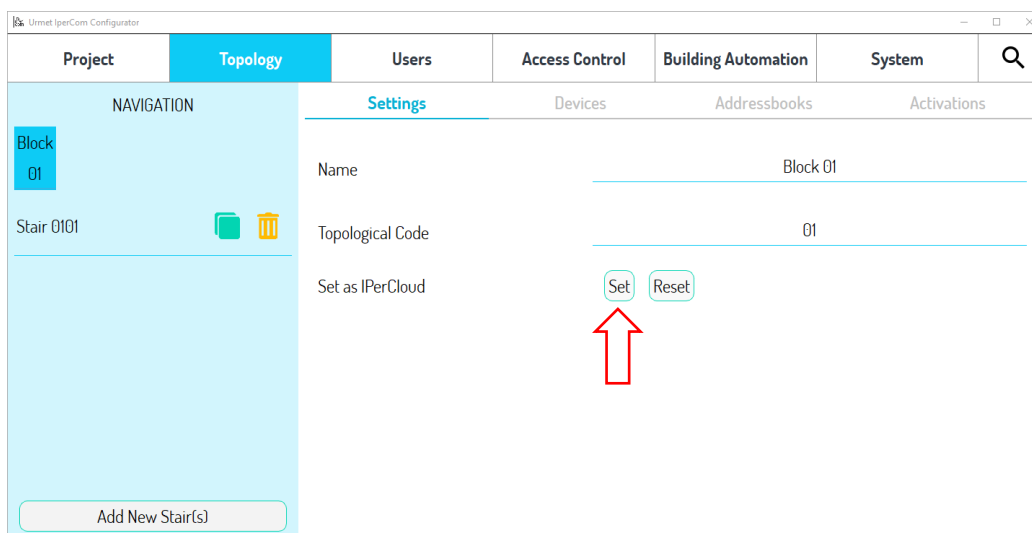 Urmet IperCom Configurator
Project Topology Users Access Control Building Automation System
NAVIGATION
Settings Devices Addressbooks Activations
Block
01
Name Block 01
Stair 0101
Topological Code 01
Set as IPerCloud Set Reset
Add New Stair(s)